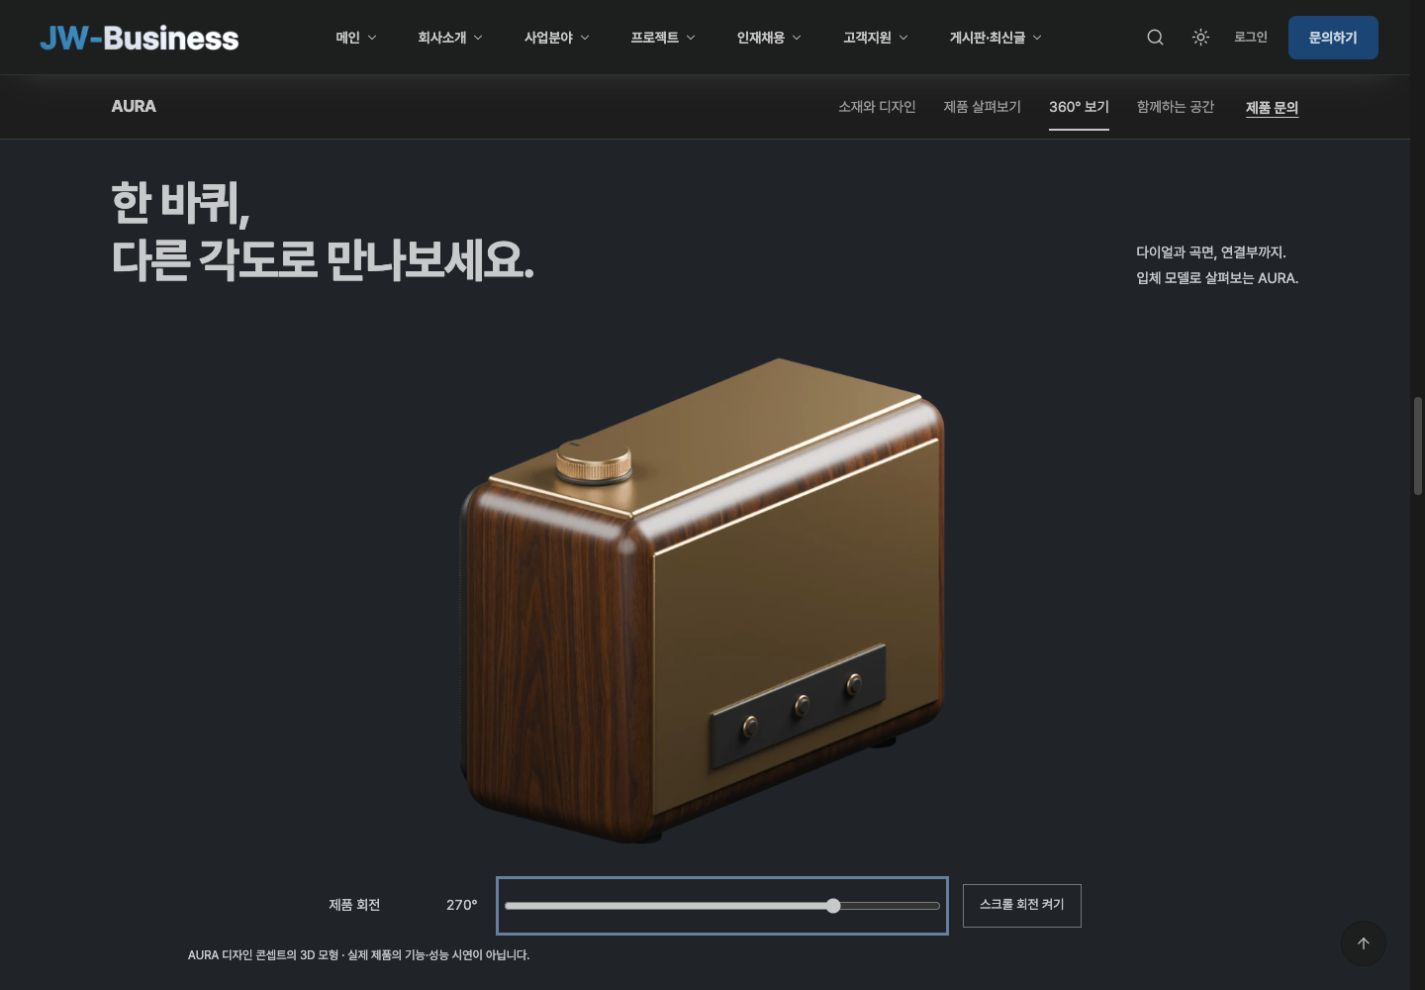 JW-Business
메인
회사소개
사업분야
프로젝트
인재채용
고객지원
게시판·최신글
로그인
문의하기
AURA
소재와 디자인
제품 살펴보기
360° 보기
함께하는 공간
제품 문의
한 바퀴,
다른 각도로 만나보세요.
다이얼과 곡면, 연결부까지.
입체 모델로 살펴보는 AURA.
제품 회전
270°
스크롤 회전 켜기
AURA 디자인 콘셉트의 3D 모형 · 실제 제품의 기능·성능 시연이 아닙니다.